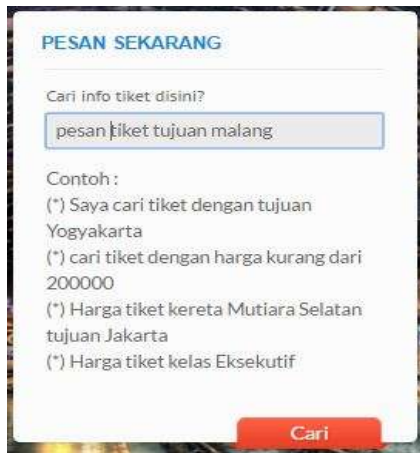 PESAN SEKARANG
Cari info tiket disini?
pesan tiket tujuan malang
Contoh :
(*) Saya cari tiket dengan tujuan
Yogyakarta
(*) cari tiket dengan harga kurang dari
200000
(*) Harga tiket kereta Mutiara Selatan
tujuan Jakarta
(*) Harga tiket kelas Eksekutif
Cari